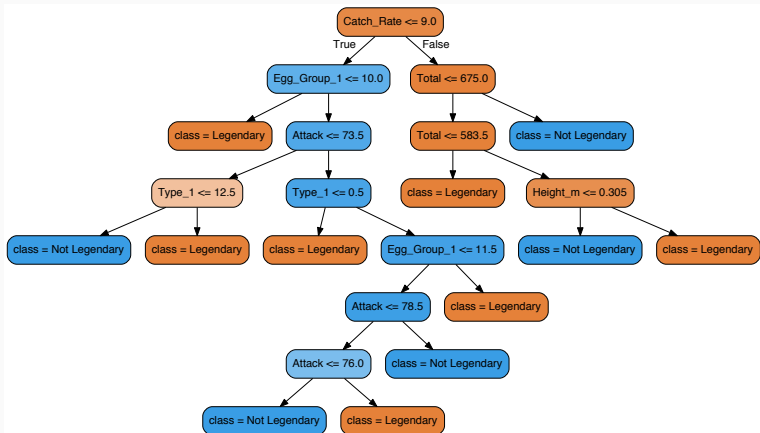 Catch_Rate <= 9.0
True
False
Egg_Group_1 <= 10.0
Total <= 675.0
class = Legendary
Attack <= 73.5
Total <= 583.5
class = Not Legendary
Type_1 <= 12.5
Type_1 <= 0.5
class = Legendary
Height_m <= 0.305
class = Not Legendary
class = Legendary
class = Legendary
Egg_Group_1 <= 11.5
class = Not Legendary
class = Legendary
Attack <= 78.5
class = Legendary
Attack <= 76.0
class = Not Legendary
class = Not Legendary
class = Legendary